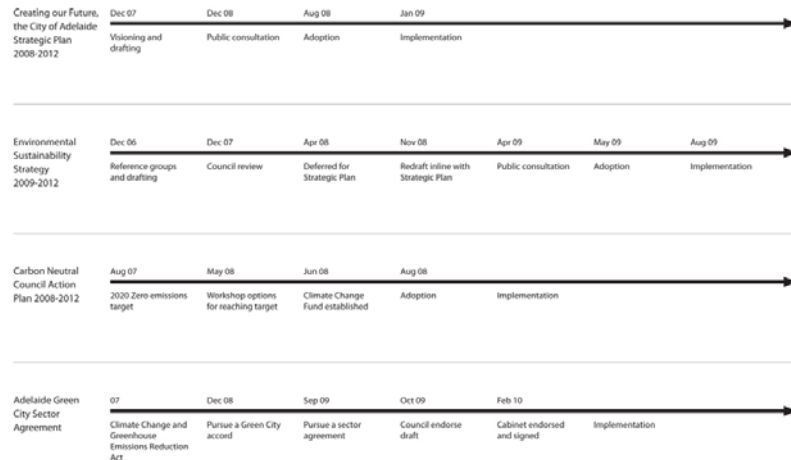 Creating our Future,
the City of Adelaide
Strategic Plan
2008-2012
Dec 07 Dec 08 Aug 08 Jan 09
Visioning and
drafting
Public consultation Adoption Implementation
Environmental
Sustainability
Strategy
2009-2012
Dec 06 Dec 07 Apr 08 Nov 08 Apr 09 May 09 Aug 09
Reference groups
and drafting
Council review
Deferred for
Strategic Plan
Redraft inline with
Strategic Plan
Public consultation Adoption Implementation
Carbon Neutral
Council Action
Plan 2008-2012
Aug 07 May 08 Jun 08 Aug 08
2020 Zero emissions
target
Workshop options
for reaching target
Climate Change
Fund established
Adoption Implementation
Adelaide Green
City Sector
Agreement
07 Dec 08 Sep 09 Oct 09 Feb 10
Climate Change and
Greenhouse
Emissions Reduction
Act
Pursue a Green City
accord
Pursue a sector
agreement
Council endorse
draft
Cabinet endorsed
and signed
Implementation